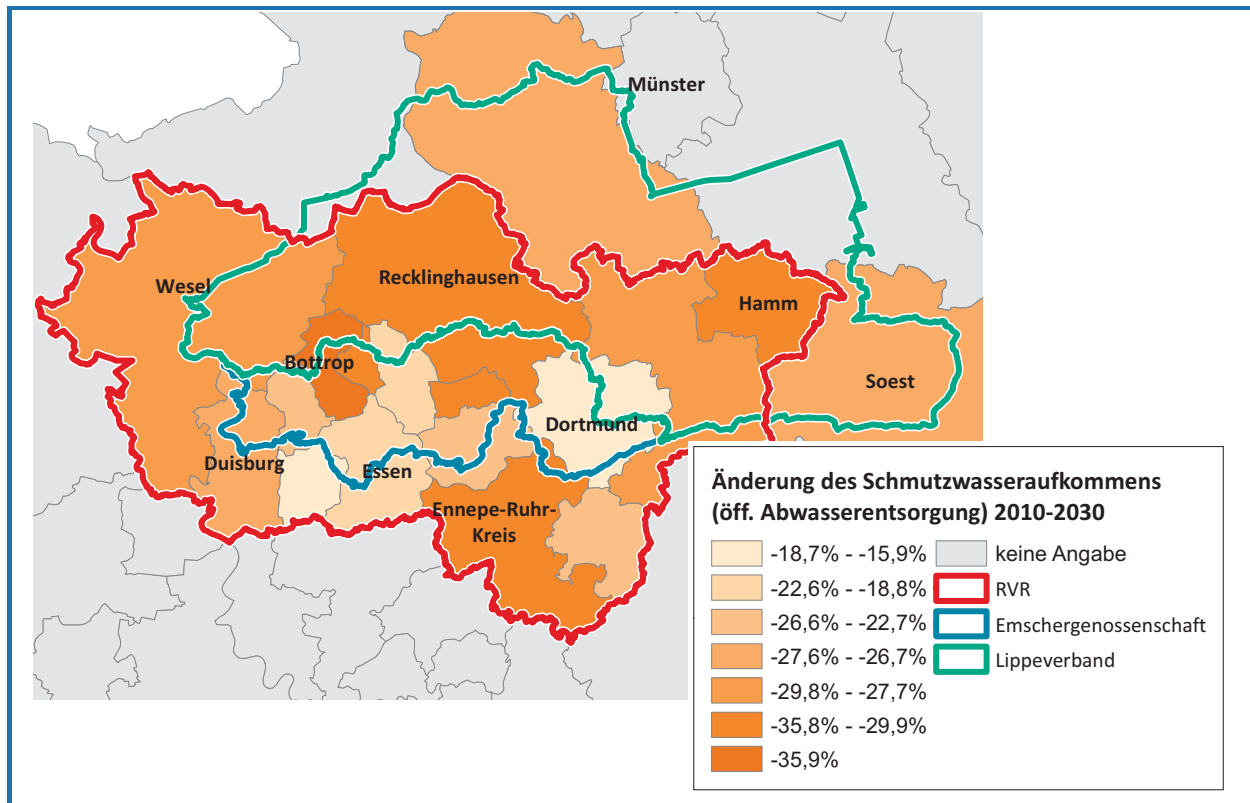 Münster
Recklinghausen
Wesel
Hamm
Bottrop
Soest
Dortmund
Duisburg
Essen
Ennepe-Ruhr-
Kreis
Änderung des Schmutzwasseraufkommens
(öff. Abwasserentsorgung) 2010-2030
-18,7% - -15,9%
-22,6% - -18,8%
-26,6% - -22,7%
-27,6% - -26,7%
-29,8% - -27,7%
-35,8% - -29,9%
-35,9%
keine Angabe
RVR
Emschergenossenschaft
Lippeverband